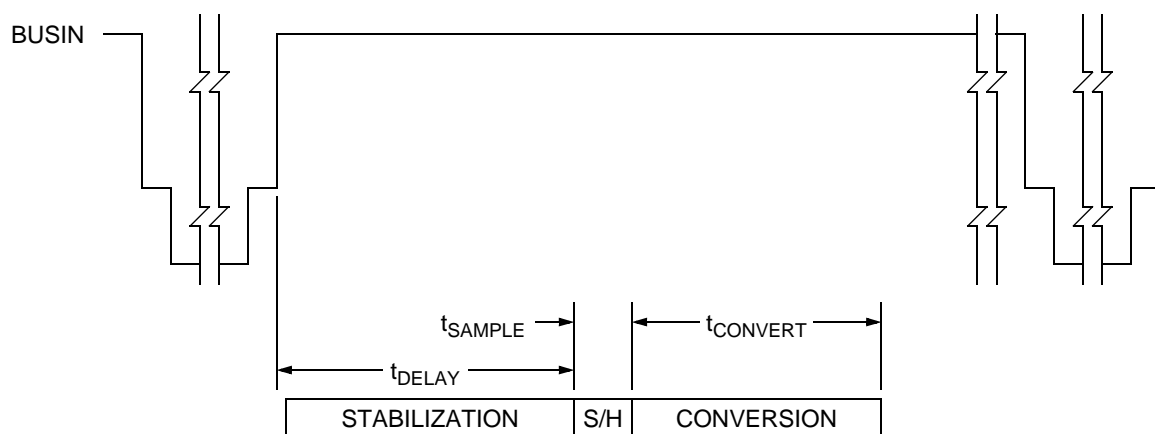 BUSIN
tSAMPLE
tCONVERT
tDELAY
STABILIZATION
S/H
CONVERSION